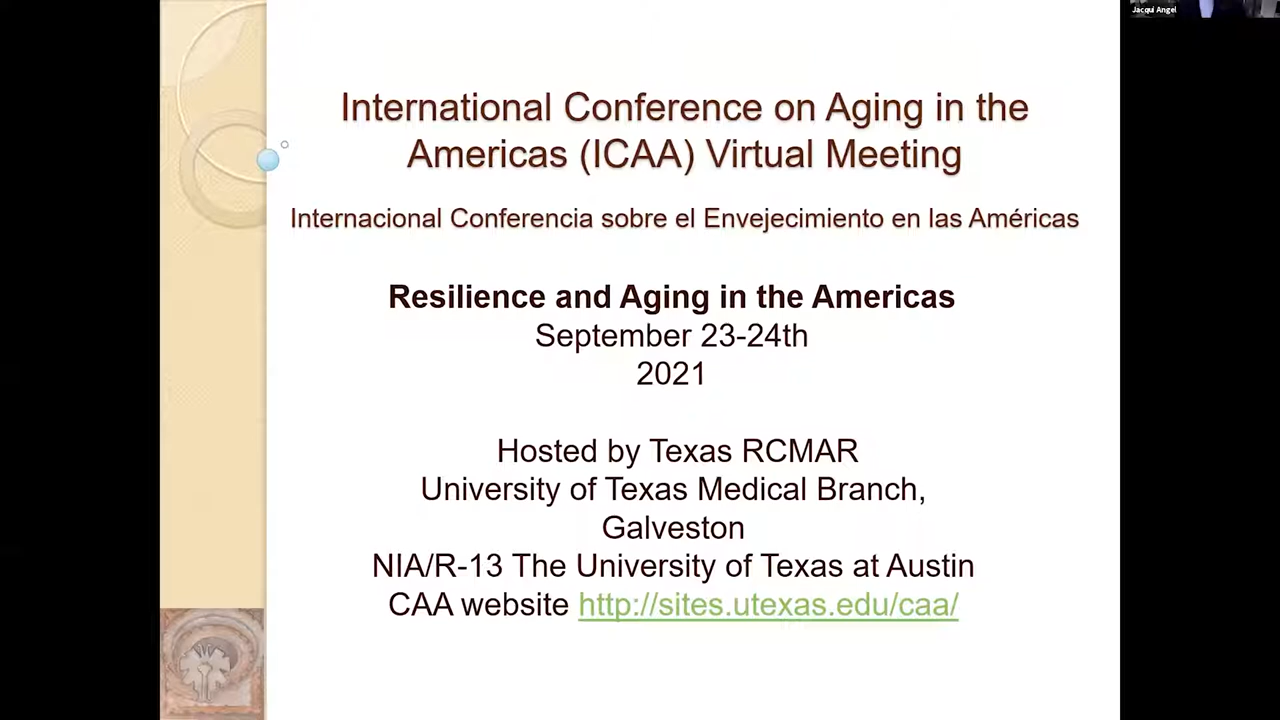 Jacqui Angel
International Conference on Aging in the
Americas (ICAA) Virtual Meeting
Internacional Conferencia sobre el Envejecimiento en las Américas
Resilience and Aging in the Americas
September 23-24th
2021
Hosted by Texas RCMAR
University of Texas Medical Branch,
Galveston
NIA/R-13 The University of Texas at Austin
CAA website http://sites.utexas.edu/caa/